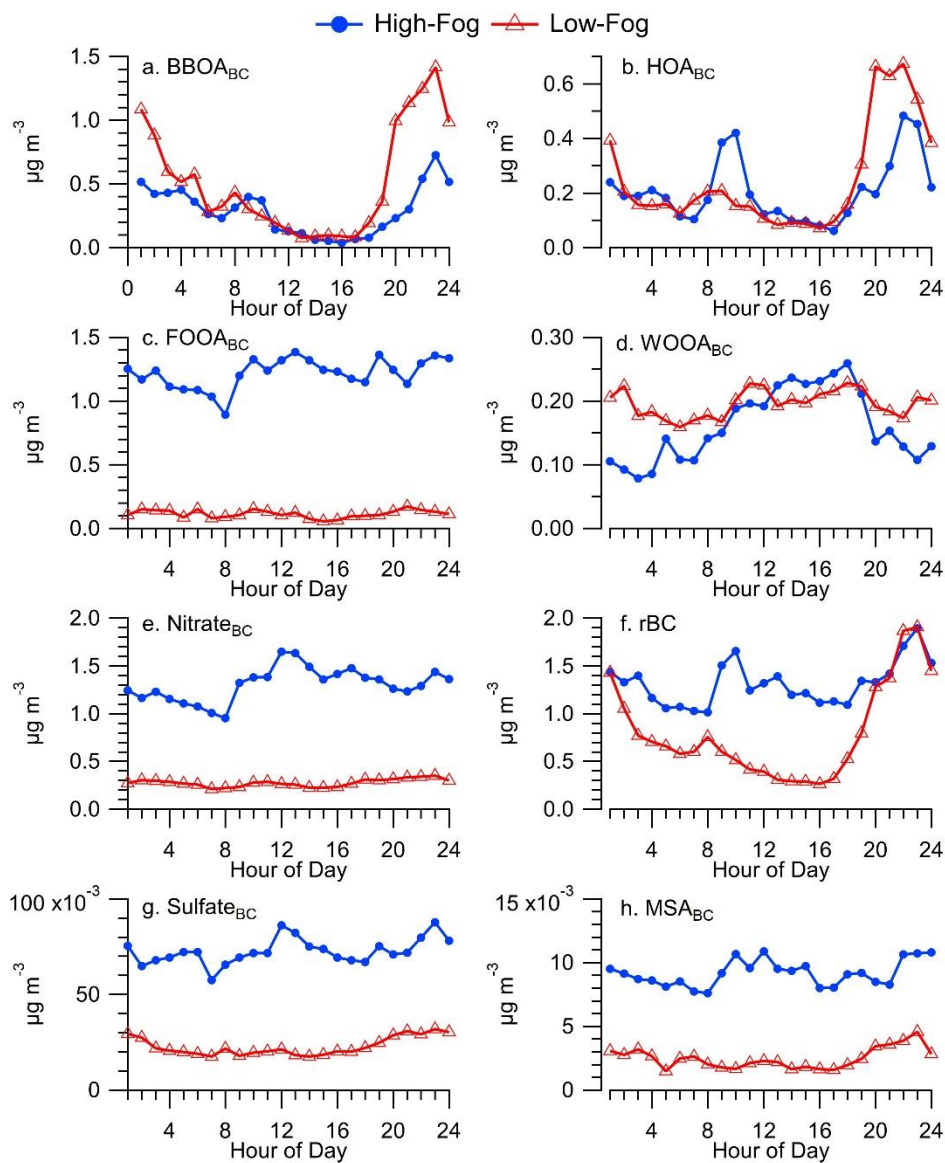 High-Fog Low-Fog
a. BBOABC
µg m⁻³
1.5
1.0
0.5
0.0
0 4 8 12 16 20 24
Hour of Day
b. HOABC
µg m⁻³
0.6
0.4
0.2
0.0
4 8 12 16 20 24
Hour of Day
c. FOOABC
µg m⁻³
1.5
1.0
0.5
0.0
4 8 12 16 20 24
Hour of Day
d. WOOABC
µg m⁻³
0.30
0.20
0.10
0.00
4 8 12 16 20 24
Hour of Day
e. NitrateBC
µg m⁻³
2.0
1.5
1.0
0.5
0.0
4 8 12 16 20 24
Hour of Day
f. rBC
µg m⁻³
2.0
1.5
1.0
0.5
0.0
4 8 12 16 20 24
Hour of Day
g. SulfateBC
µg m⁻³
100 x10⁻³
50
0
4 8 12 16 20 24
Hour of Day
h. MSABC
µg m⁻³
15 x10⁻³
10
5
0
4 8 12 16 20 24
Hour of Day